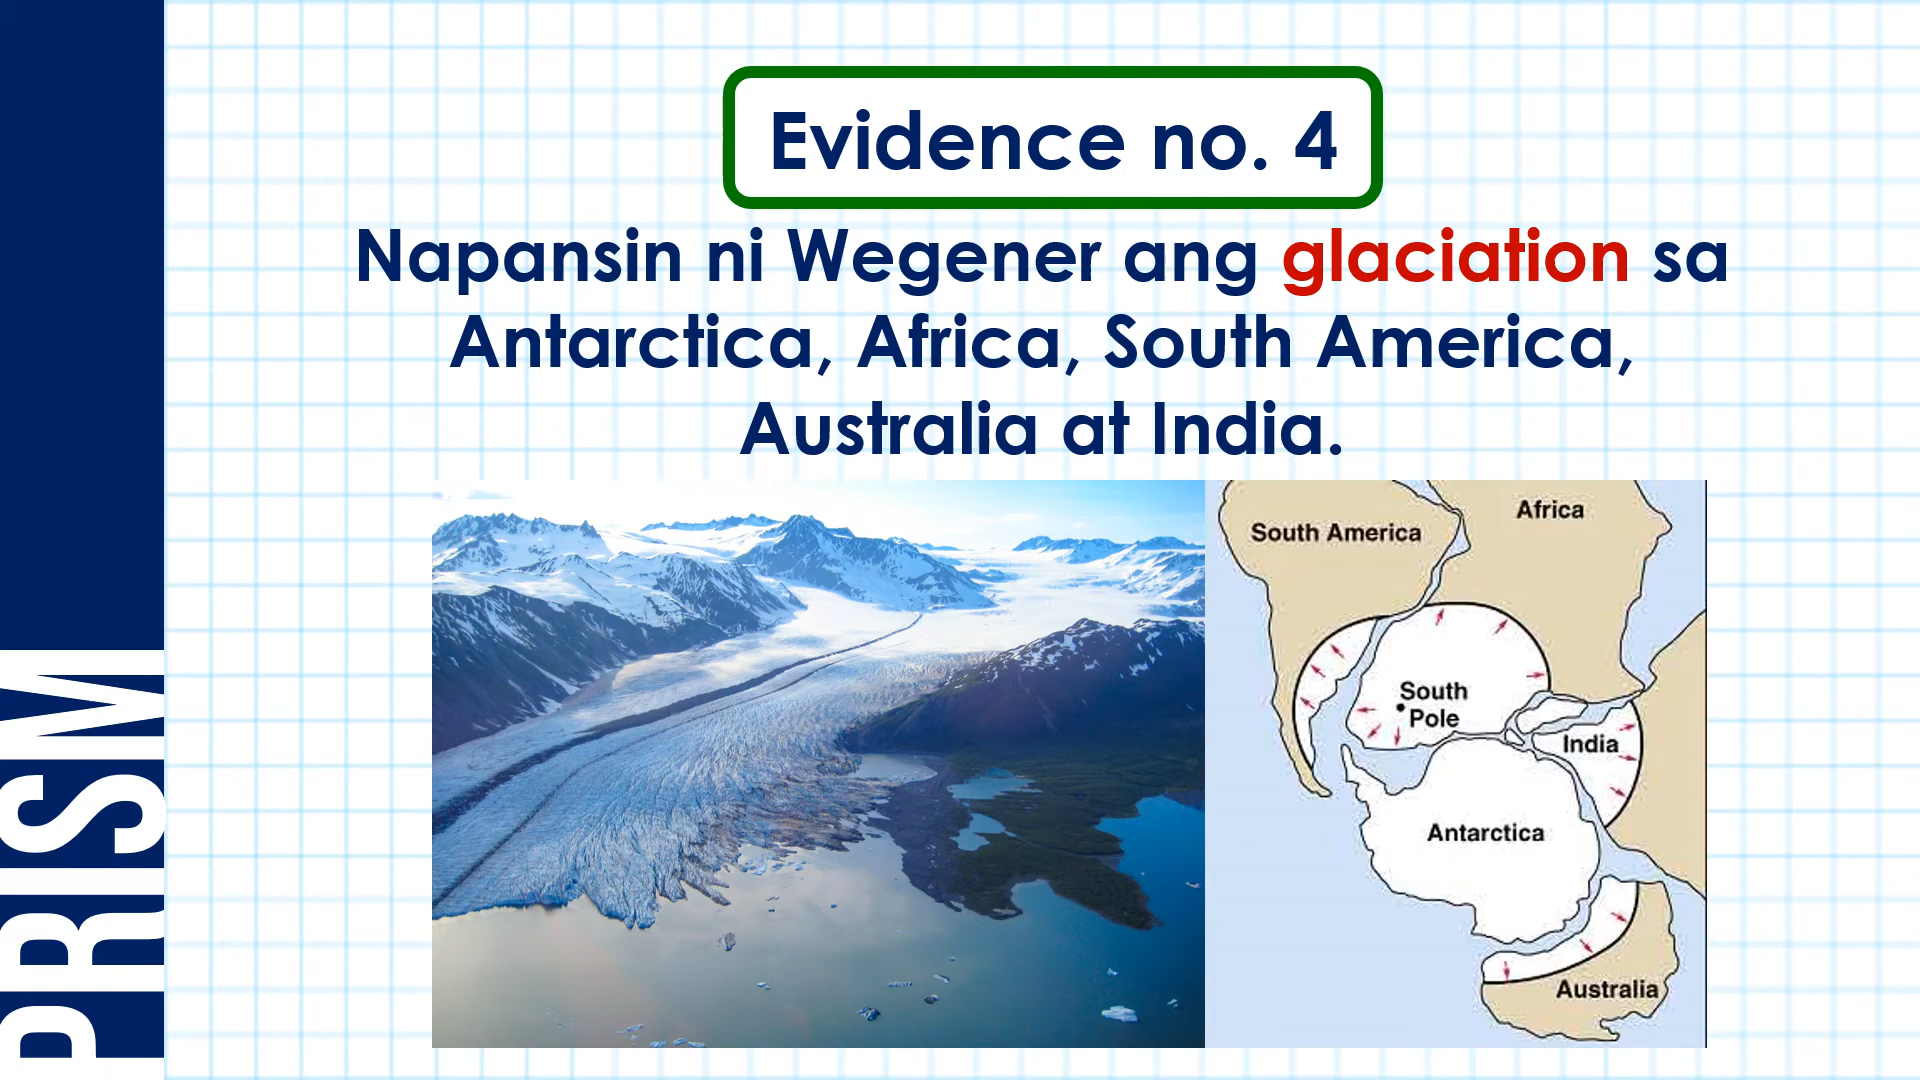 Evidence no. 4
Napansin ni Wegener ang glaciation sa
Antarctica, Africa, South America,
Australia at India.
South America
Africa
South
Pole
India
Antarctica
Australia
PRISM